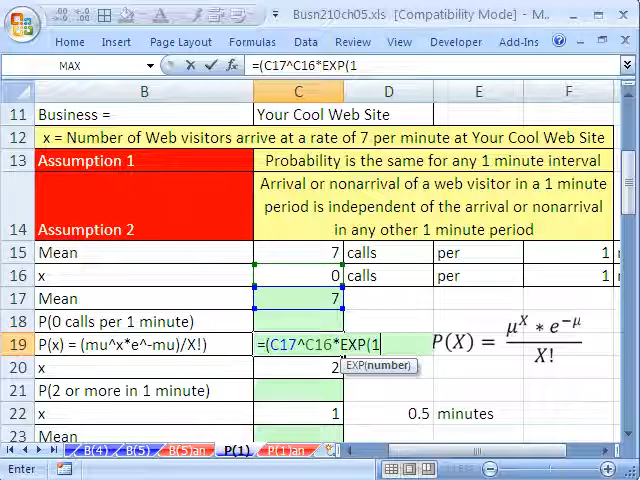 Busn210ch05.xls [Compatibility Mode] - M...
Home Insert Page Layout Formulas Data Review View Developer Add-Ins
MAX =(C17^C16*EXP(1
B C D E F
11 Business = Your Cool Web Site
12 x = Number of Web visitors arrive at a rate of 7 per minute at Your Cool Web Site
13 Assumption 1 Probability is the same for any 1 minute interval
Arrival or nonarrival of a web visitor in a 1 minute
period is independent of the arrival or nonarrival
14 Assumption 2 in any other 1 minute period
15 Mean 7 calls per 1
16 x 0 calls per 1
17 Mean 7
18 P(0 calls per 1 minute)
19 P(x) = (mu^x*e^-mu)/X!) =(C17^C16*EXP(1
P(X) = μ^X * e^−μ / X!
20 x 2 EXP(number)
21 P(2 or more in 1 minute)
22 x 1 0.5 minutes
23 Mean
B(4) B(5) B(5)an P(1) P(1)an
Enter 100%